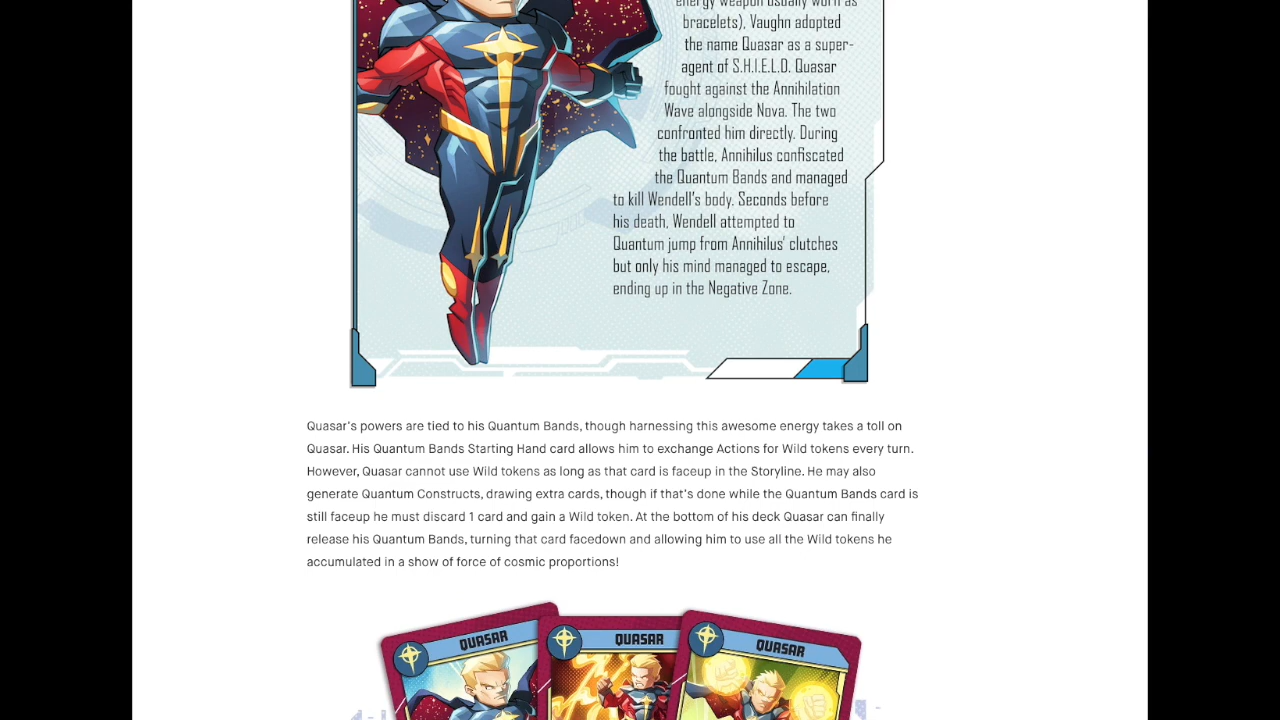 energy weapon usually worn as
bracelets), Vaughn adopted
the name Quasar as a super-
agent of S.H.I.E.L.D. Quasar
fought against the Annihilation
Wave alongside Nova. The two
confronted him directly. During
the battle, Annihilus confiscated
the Quantum Bands and managed
to kill Wendell's body. Seconds before
his death, Wendell attempted to
Quantum jump from Annihilus' clutches
but only his mind managed to escape,
ending up in the Negative Zone.
Quasar's powers are tied to his Quantum Bands, though harnessing this awesome energy takes a toll on
Quasar. His Quantum Bands Starting Hand card allows him to exchange Actions for Wild tokens every turn.
However, Quasar cannot use Wild tokens as long as that card is faceup in the Storyline. He may also
generate Quantum Constructs, drawing extra cards, though if that's done while the Quantum Bands card is
still faceup he must discard 1 card and gain a Wild token. At the bottom of his deck Quasar can finally
release his Quantum Bands, turning that card facedown and allowing him to use all the Wild tokens he
accumulated in a show of force of cosmic proportions!
QUASAR
QUASAR
QUASAR